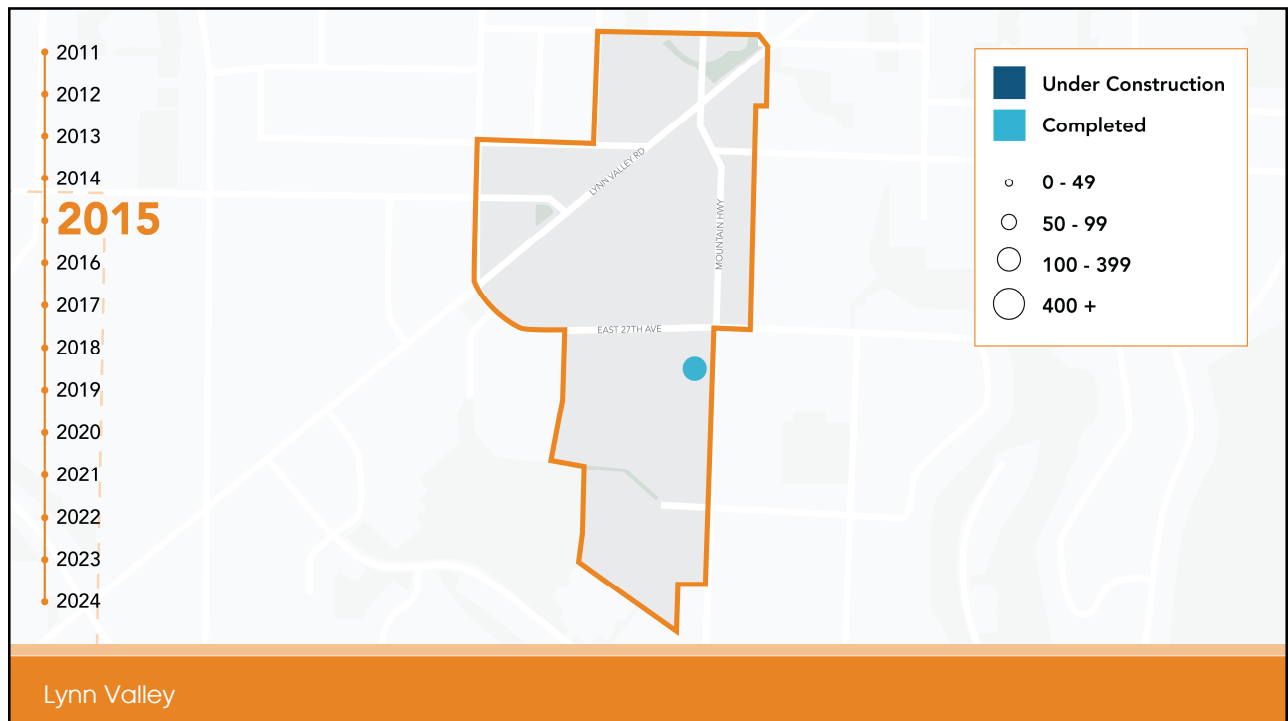 2011
2012
2013
2014
2015
2016
2017
2018
2019
2020
2021
2022
2023
2024
LYNN VALLEY RD
MOUNTAIN HWY
EAST 27TH AVE
Under Construction
Completed
0 - 49
50 - 99
100 - 399
400 +
Lynn Valley